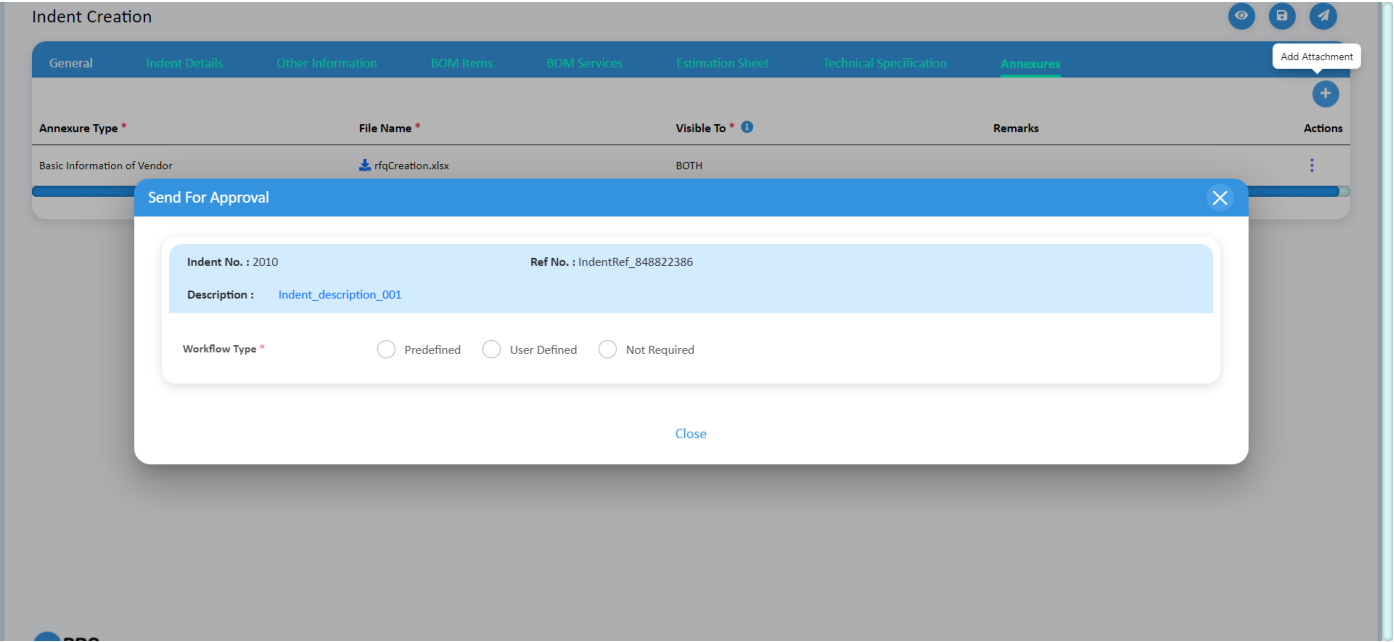 Indent Creation
General Indent Details Other Information BOM Items BOM Services Estimation Sheet Technical Specification Annexures
Add Attachment
Annexure Type * File Name * Visible To * Remarks Actions
Basic Information of Vendor rfqCreation.xlsx BOTH
Send For Approval
Indent No. : 2010 Ref No. : IndentRef_848822386
Description : Indent_description_001
Workflow Type * Predefined User Defined Not Required
Close